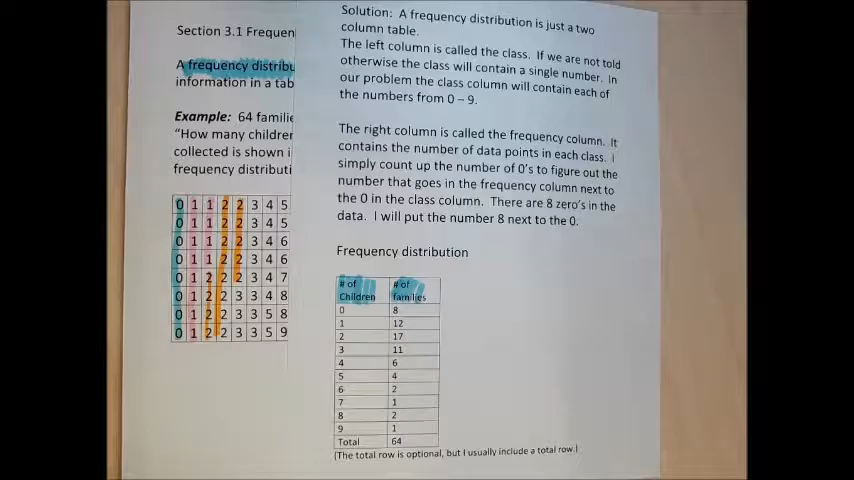 Section 3.1 Frequen
A frequency distribu
information in a tab
Example: 64 familie
"How many childre
collected is shown i
frequency distributi
0 1 1 2 2 3 4 5
0 1 1 2 2 3 4 5
0 1 1 2 2 3 4 6
0 1 1 2 2 3 4 6
0 1 2 2 2 3 4 7
0 1 2 2 3 3 4 8
0 1 2 2 3 3 5 8
0 1 2 2 3 3 5 9
Solution: A frequency distribution is just a two
column table.
The left column is called the class. If we are not told
otherwise the class will contain a single number. In
our problem the class column will contain each of
the numbers from 0 – 9.
The right column is called the frequency column. It
contains the number of data points in each class. I
simply count up the number of 0's to figure out the
number that goes in the frequency column next to
the 0 in the class column. There are 8 zero's in the
data. I will put the number 8 next to the 0.
Frequency distribution
# of Children # of families
0 8
1 12
2 17
3 11
4 6
5 4
6 2
7 1
8 2
9 1
Total 64
(The total row is optional, but I usually include a total row.)